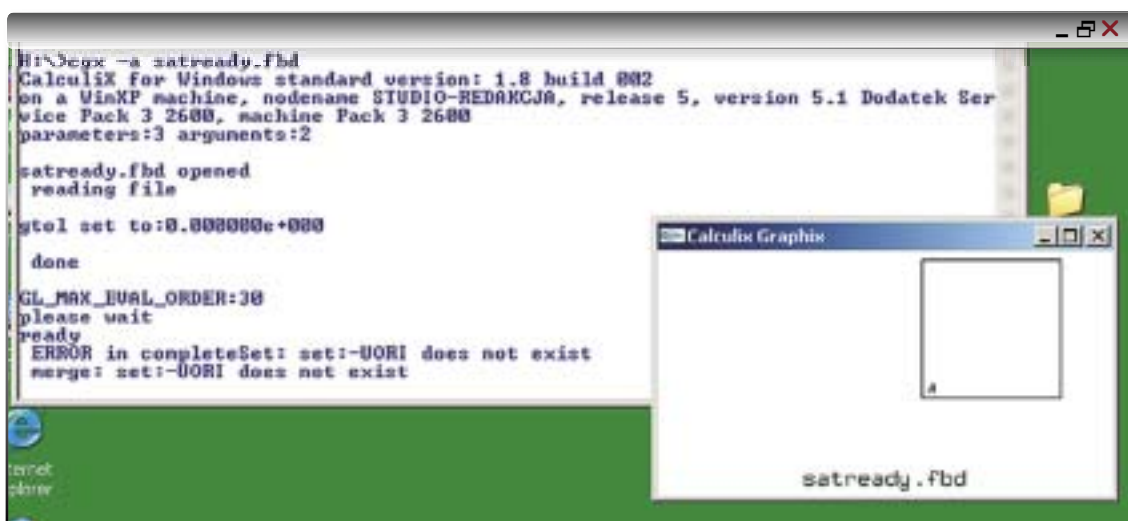 H:\>cgx -a satready.fbd
CalculiX for Windows standard version: 1.8 build 002
on a WinXP machine, nodename STUDIO-REDAKCJA, release 5, version 5.1 Dodatek Ser
vice Pack 3 2600, machine Pack 3 2600
parameters:3 arguments:2
satready.fbd opened
reading file
gtol set to:0.000000e+000
done
GL_MAX_EVAL_ORDER:30
please wait
ready
ERROR in completeSet: set:-UORI does not exist
merge: set:-UORI does not exist
Calculix Graphix
satready.fbd
ternet
plorer